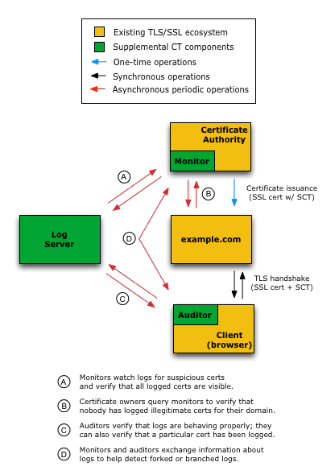 Existing TLS/SSL ecosystem
Supplemental CT components
One-time operations
Synchronous operations
Asynchronous periodic operations
Certificate
Authority
Monitor
A
B
Certificate issuance
(SSL cert w/ SCT)
Log
Server
D
example.com
TLS handshake
(SSL cert + SCT)
C
Auditor
Client
(browser)
A Monitors watch logs for suspicious certs
and verify that all logged certs are visible.
B Certificate owners query monitors to verify that
nobody has logged illegitimate certs for their domain.
C Auditors verify that logs are behaving properly; they
can also verify that a particular cert has been logged.
D Monitors and auditors exchange information about
logs to help detect forked or branched logs.